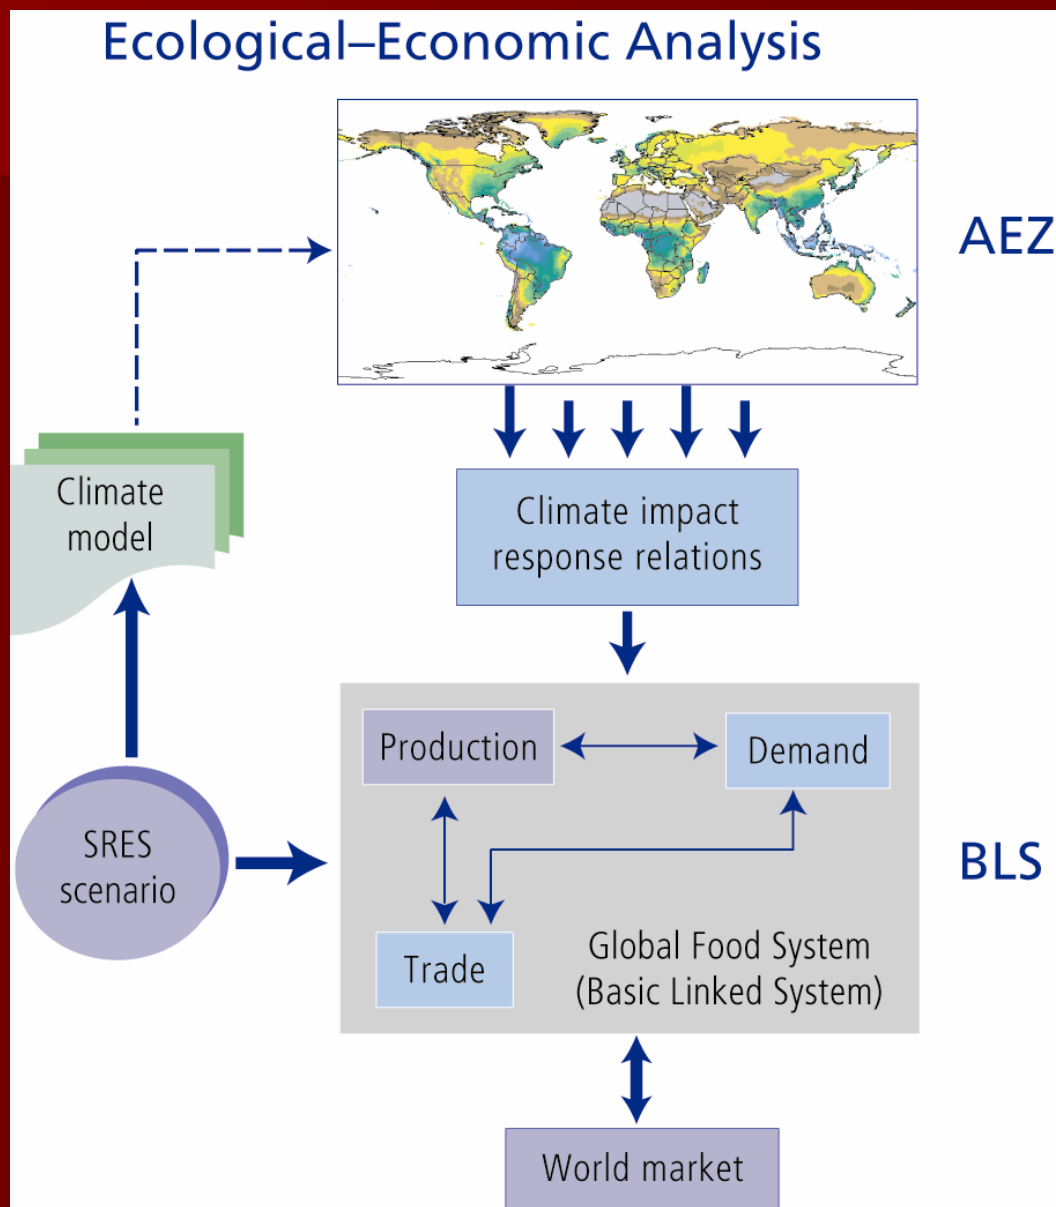 Ecological–Economic Analysis
AEZ
Climate
model
Climate impact
response relations
Production
Demand
SRES
scenario
BLS
Trade
Global Food System
(Basic Linked System)
World market